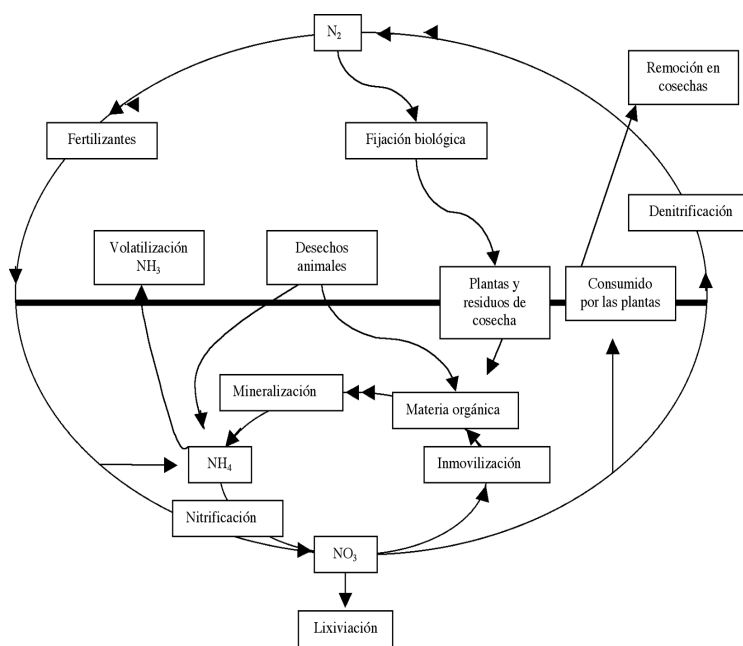 N₂
Remoción en
cosechas
Fertilizantes
Fijación biológica
Denitrificación
Volatilización
NH₃
Desechos
animales
Plantas y
residuos de
cosecha
Consumido
por las plantas
Mineralización
Materia orgánica
NH₄
Inmovilización
Nitrificación
NO₃
Lixiviación